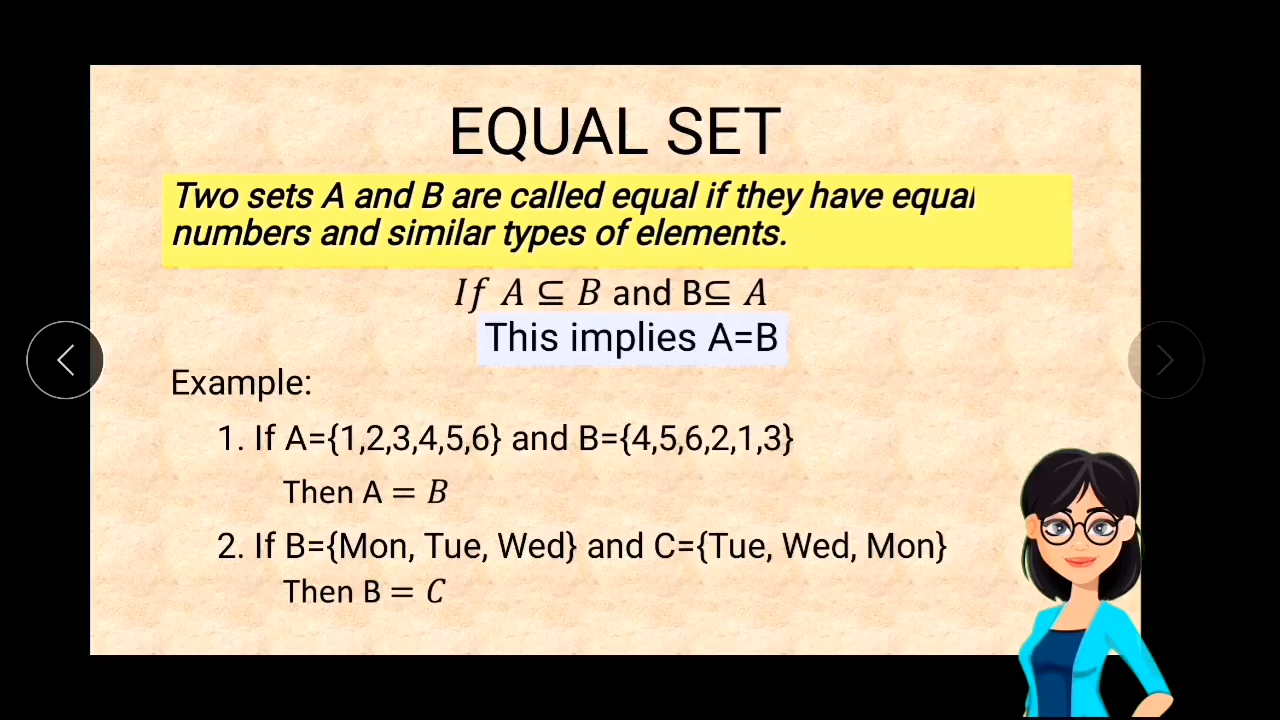 EQUAL SET
Two sets A and B are called equal if they have equal
numbers and similar types of elements.
If A ⊆ B and B⊆ A
This implies A=B
Example:
1. If A={1,2,3,4,5,6} and B={4,5,6,2,1,3}
Then A = B
2. If B={Mon, Tue, Wed} and C={Tue, Wed, Mon}
Then B = C